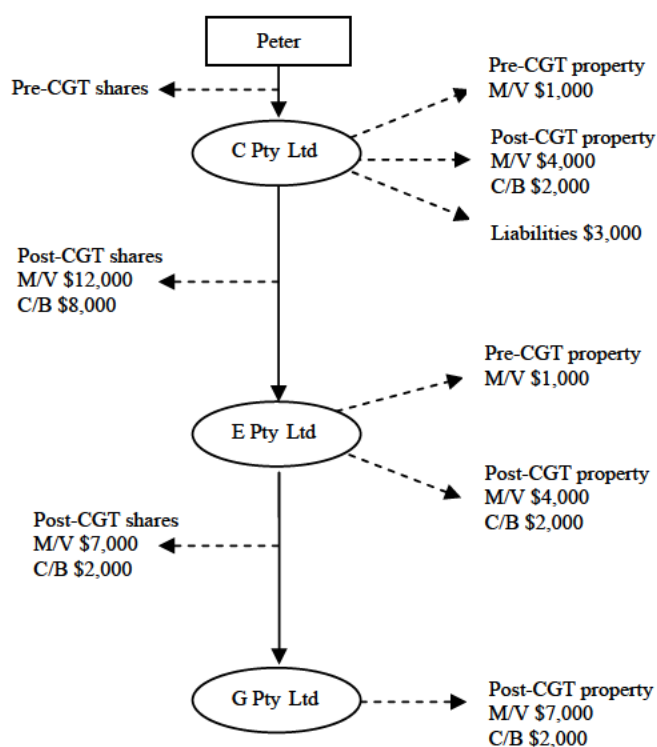 Peter
Pre-CGT shares
Pre-CGT property
M/V $1,000
C Pty Ltd
Post-CGT property
M/V $4,000
C/B $2,000
Liabilities $3,000
Post-CGT shares
M/V $12,000
C/B $8,000
Pre-CGT property
M/V $1,000
E Pty Ltd
Post-CGT property
M/V $4,000
C/B $2,000
Post-CGT shares
M/V $7,000
C/B $2,000
G Pty Ltd
Post-CGT property
M/V $7,000
C/B $2,000